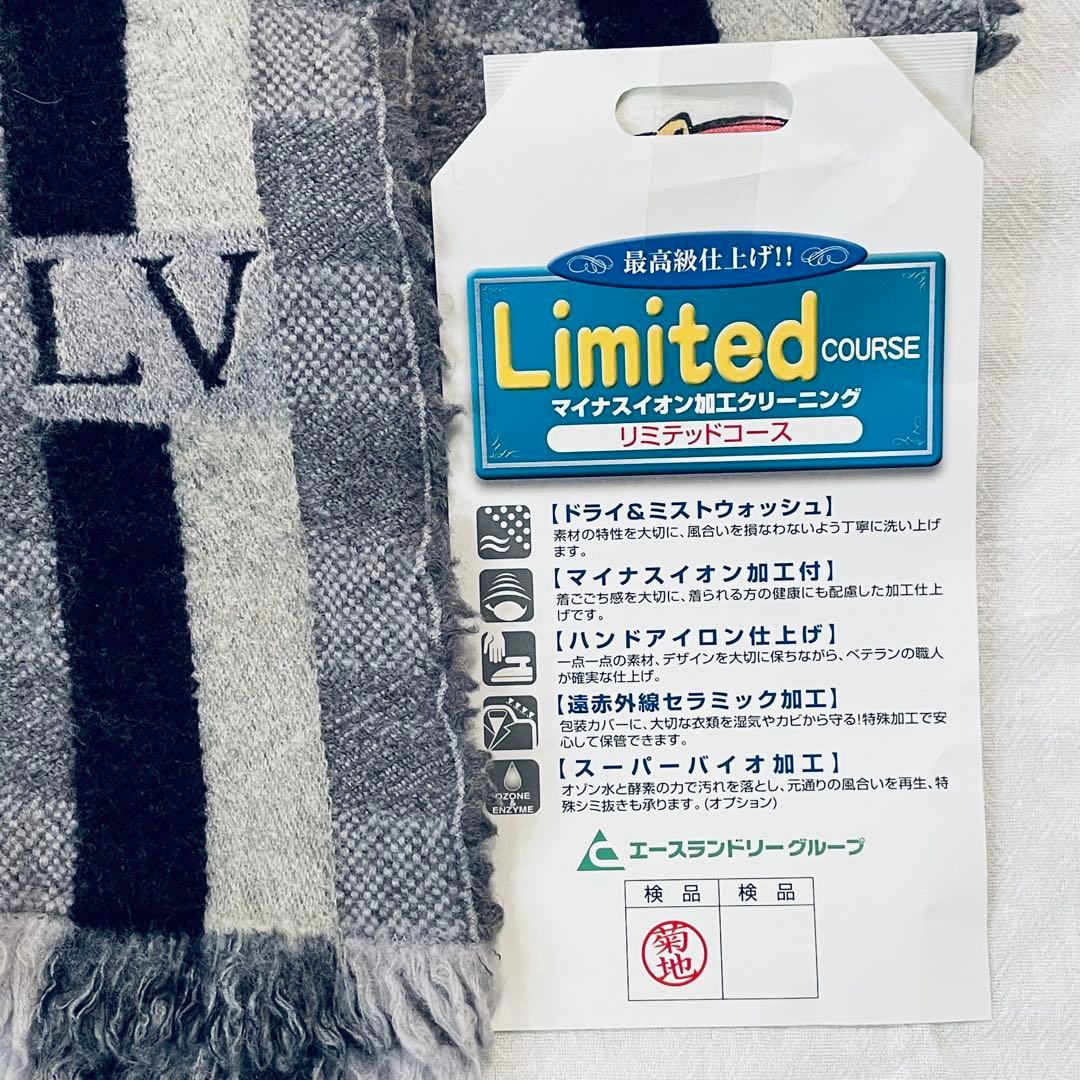 LV
最高級仕上げ!!
Limited COURSE
マイナスイオン加工クリーニング
リミテッドコース
【ドライ&ミストウォッシュ】
素材の特性を大切に、風合いを損なわないよう丁寧に洗い上げ
ます。
【マイナスイオン加工付】
着ごごち感を大切に、着られる方の健康にも配慮した加工仕上
げです。
【ハンドアイロン仕上げ】
一点一点の素材、デザインを大切に保ちながら、ベテランの職人
が確実な仕上げ。
【遠赤外線セラミック加工】
包装カバーに、大切な衣類を湿気やカビから守る!特殊加工で安
心して保管できます。
【スーパーバイオ加工】
オゾン水と酵素の力で汚れを落とし、元通りの風合いを再生、特
殊シミ抜きも承ります。(オプション)
OZONE
&
ENZYME
エースランドリーグループ
検品 検品
菊地